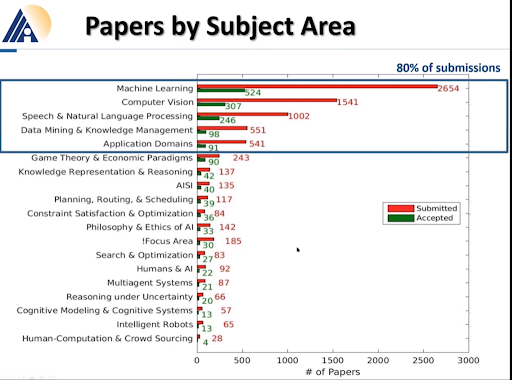 Papers by Subject Area
80% of submissions
Machine Learning 2654 524
Computer Vision 1541 307
Speech & Natural Language Processing 1002 246
Data Mining & Knowledge Management 551 98
Application Domains 541 91
Game Theory & Economic Paradigms 243 90
Knowledge Representation & Reasoning 137 42
AISI 135 40
Planning, Routing, & Scheduling 117 39
Constraint Satisfaction & Optimization 84 36
Philosophy & Ethics of AI 142 33
!Focus Area 185 30
Search & Optimization 83 27
Humans & AI 92 22
Multiagent Systems 87 21
Reasoning under Uncertainty 66 20
Cognitive Modeling & Cognitive Systems 57 13
Intelligent Robots 65 13
Human-Computation & Crowd Sourcing 28 4
Submitted
Accepted
0 500 1000 1500 2000 2500 3000
# of Papers